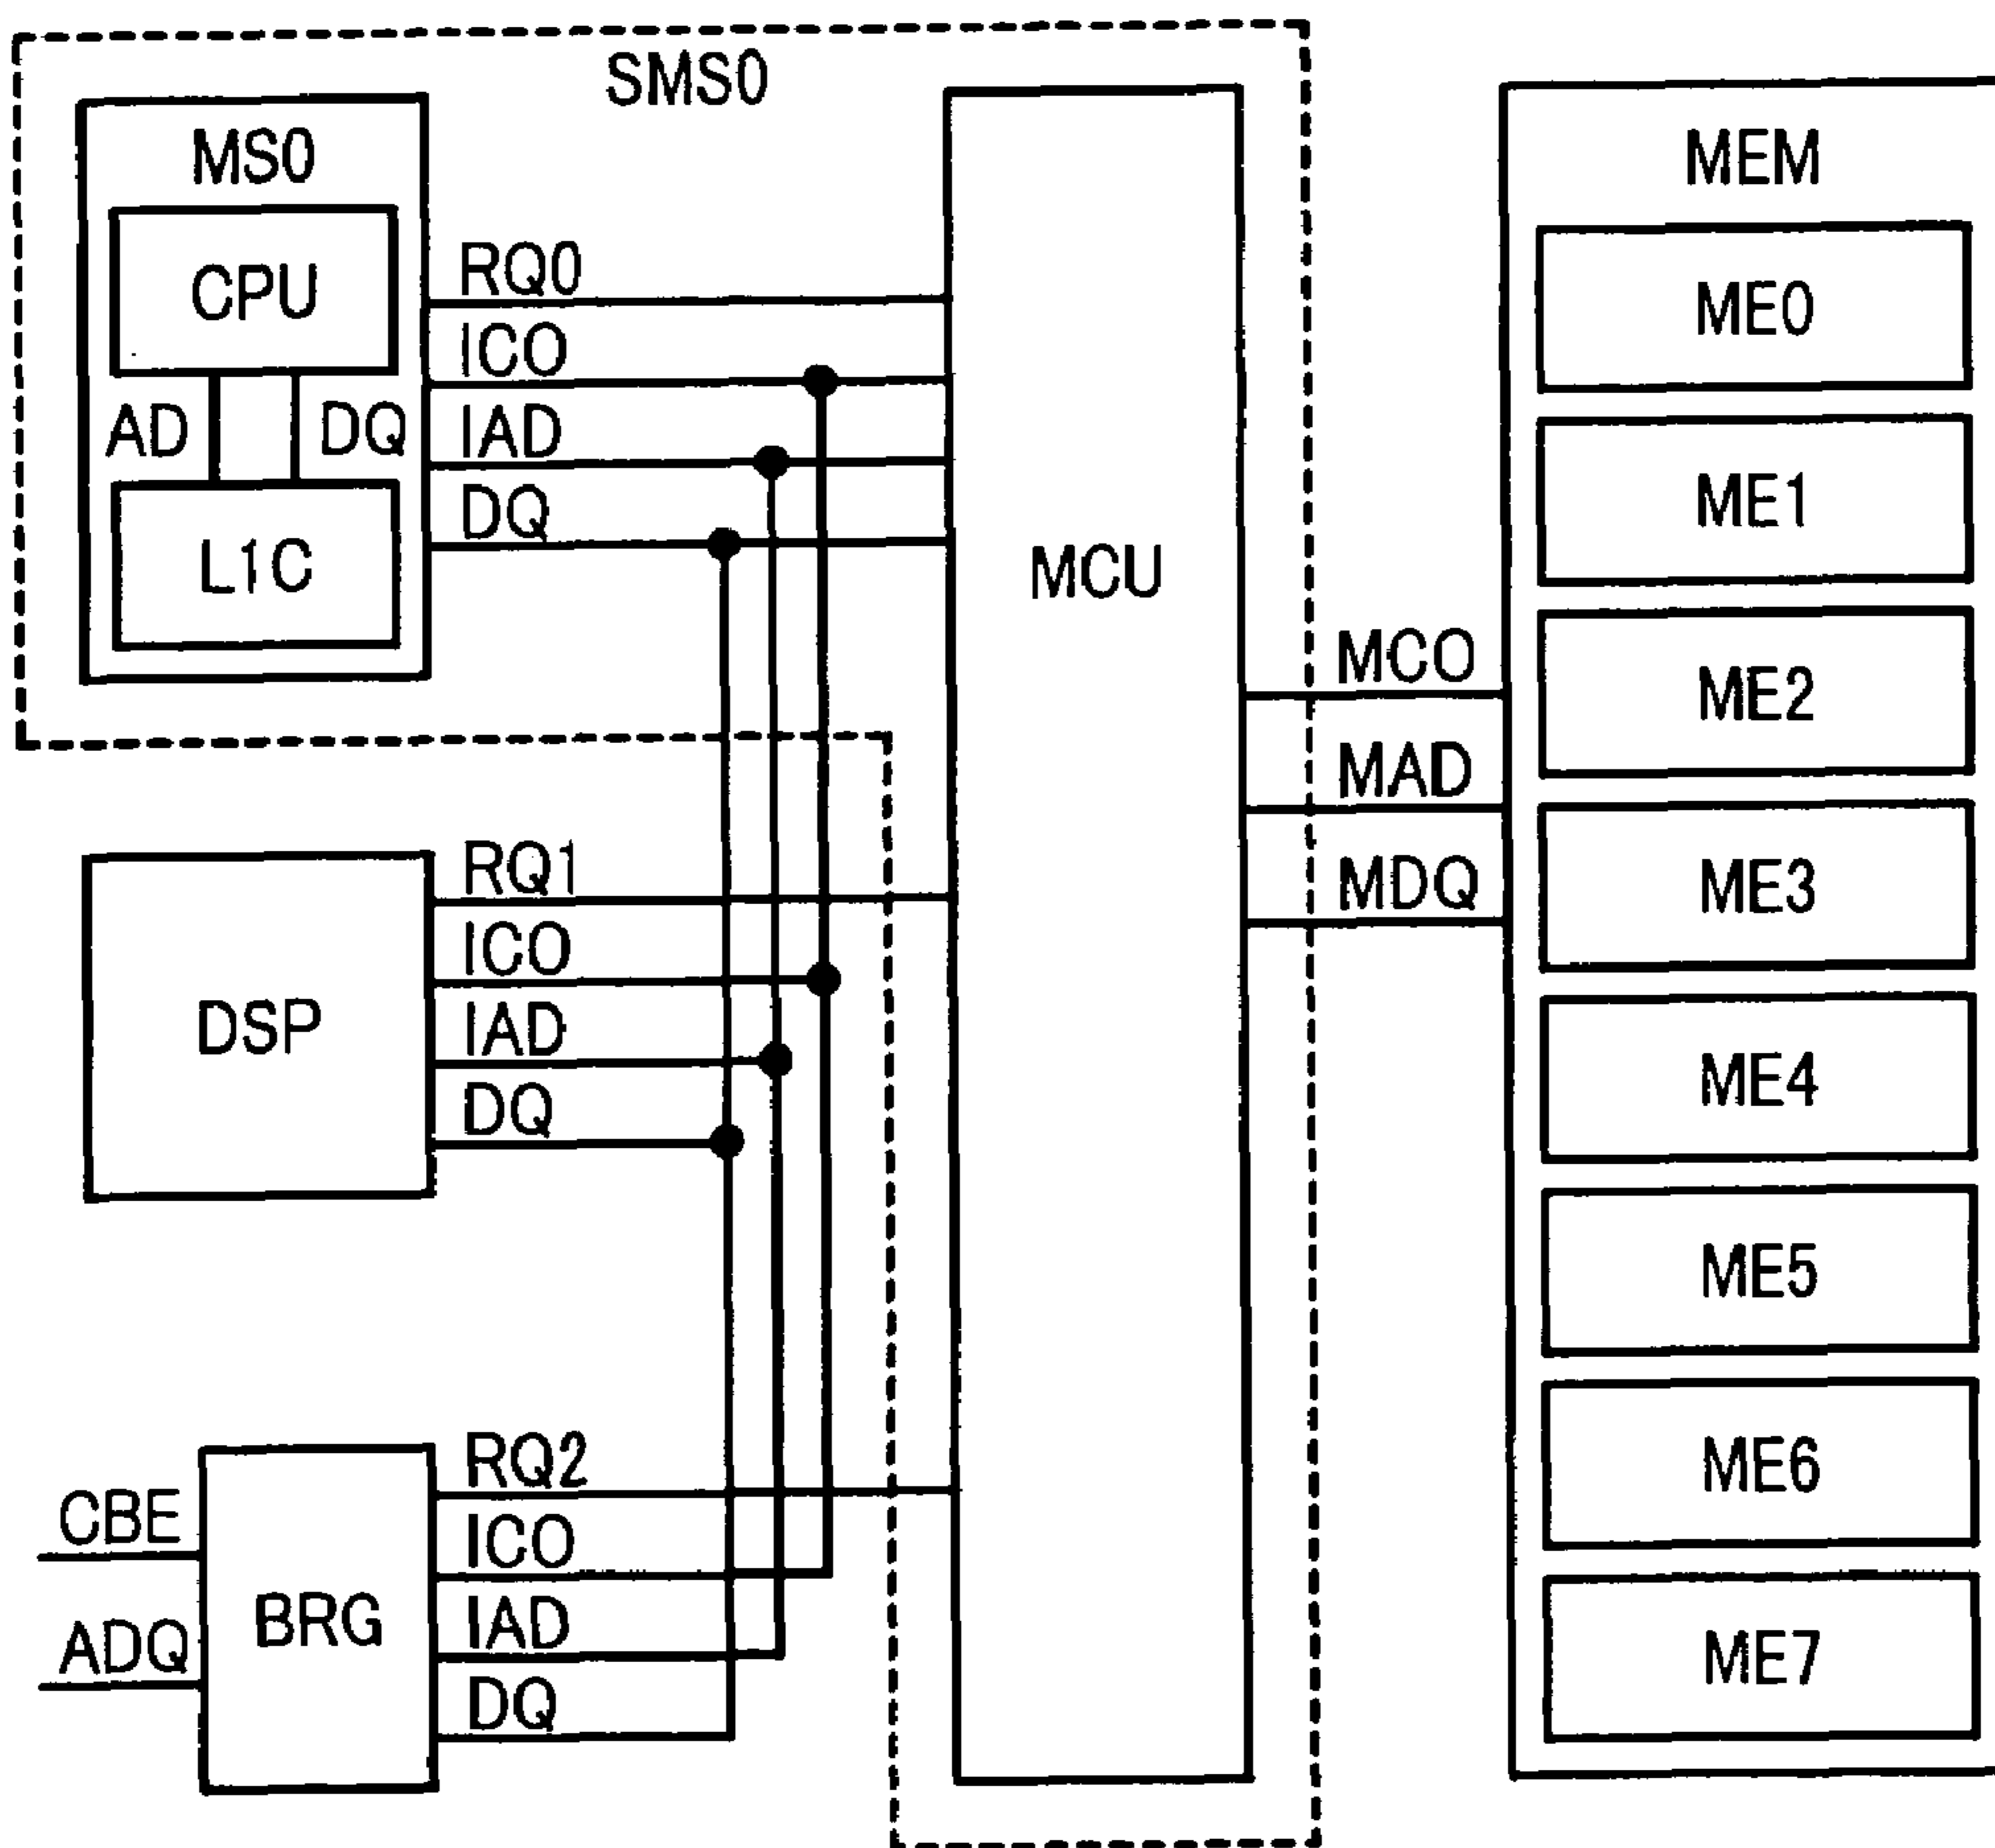 SMS0
MS0
CPU
AD
DQ
L1C
RQ0
ICO
IAD
DQ
MCU
MCO
MAD
MDQ
MEM
ME0
ME1
ME2
ME3
ME4
ME5
ME6
ME7
DSP
RQ1
ICO
IAD
DQ
CBE
ADQ
BRG
RQ2
ICO
IAD
DQ